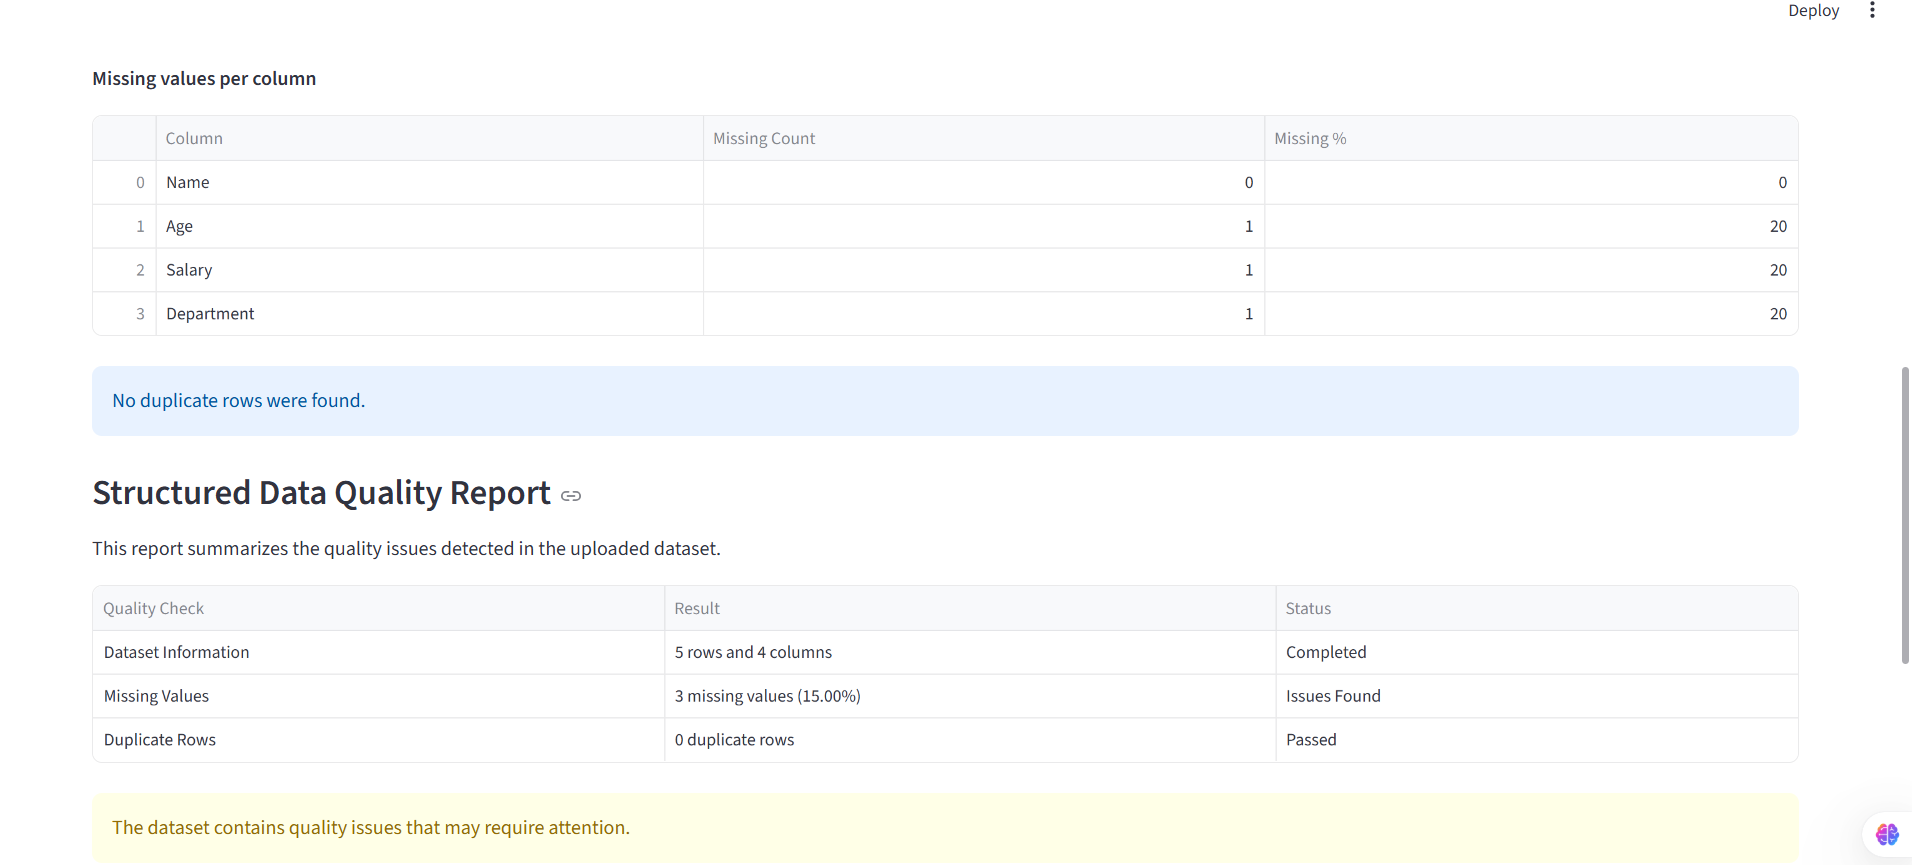 Deploy
Missing values per column
Column Missing Count Missing %
0 Name 0 0
1 Age 1 20
2 Salary 1 20
3 Department 1 20
No duplicate rows were found.
Structured Data Quality Report
This report summarizes the quality issues detected in the uploaded dataset.
Quality Check Result Status
Dataset Information 5 rows and 4 columns Completed
Missing Values 3 missing values (15.00%) Issues Found
Duplicate Rows 0 duplicate rows Passed
The dataset contains quality issues that may require attention.